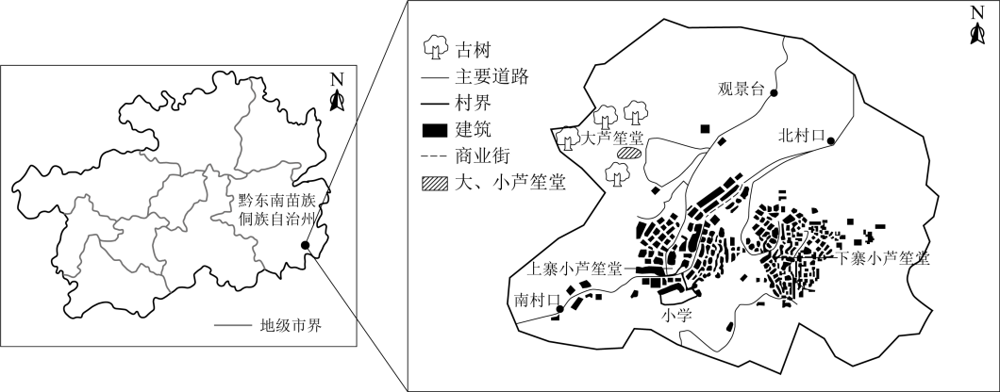 N
黔东南苗族
侗族自治州
地级市界
N
古树
主要道路
村界
建筑
商业街
大、小芦笙堂
观景台
北村口
大芦笙堂
上寨小芦笙堂
下寨小芦笙堂
南村口
小学